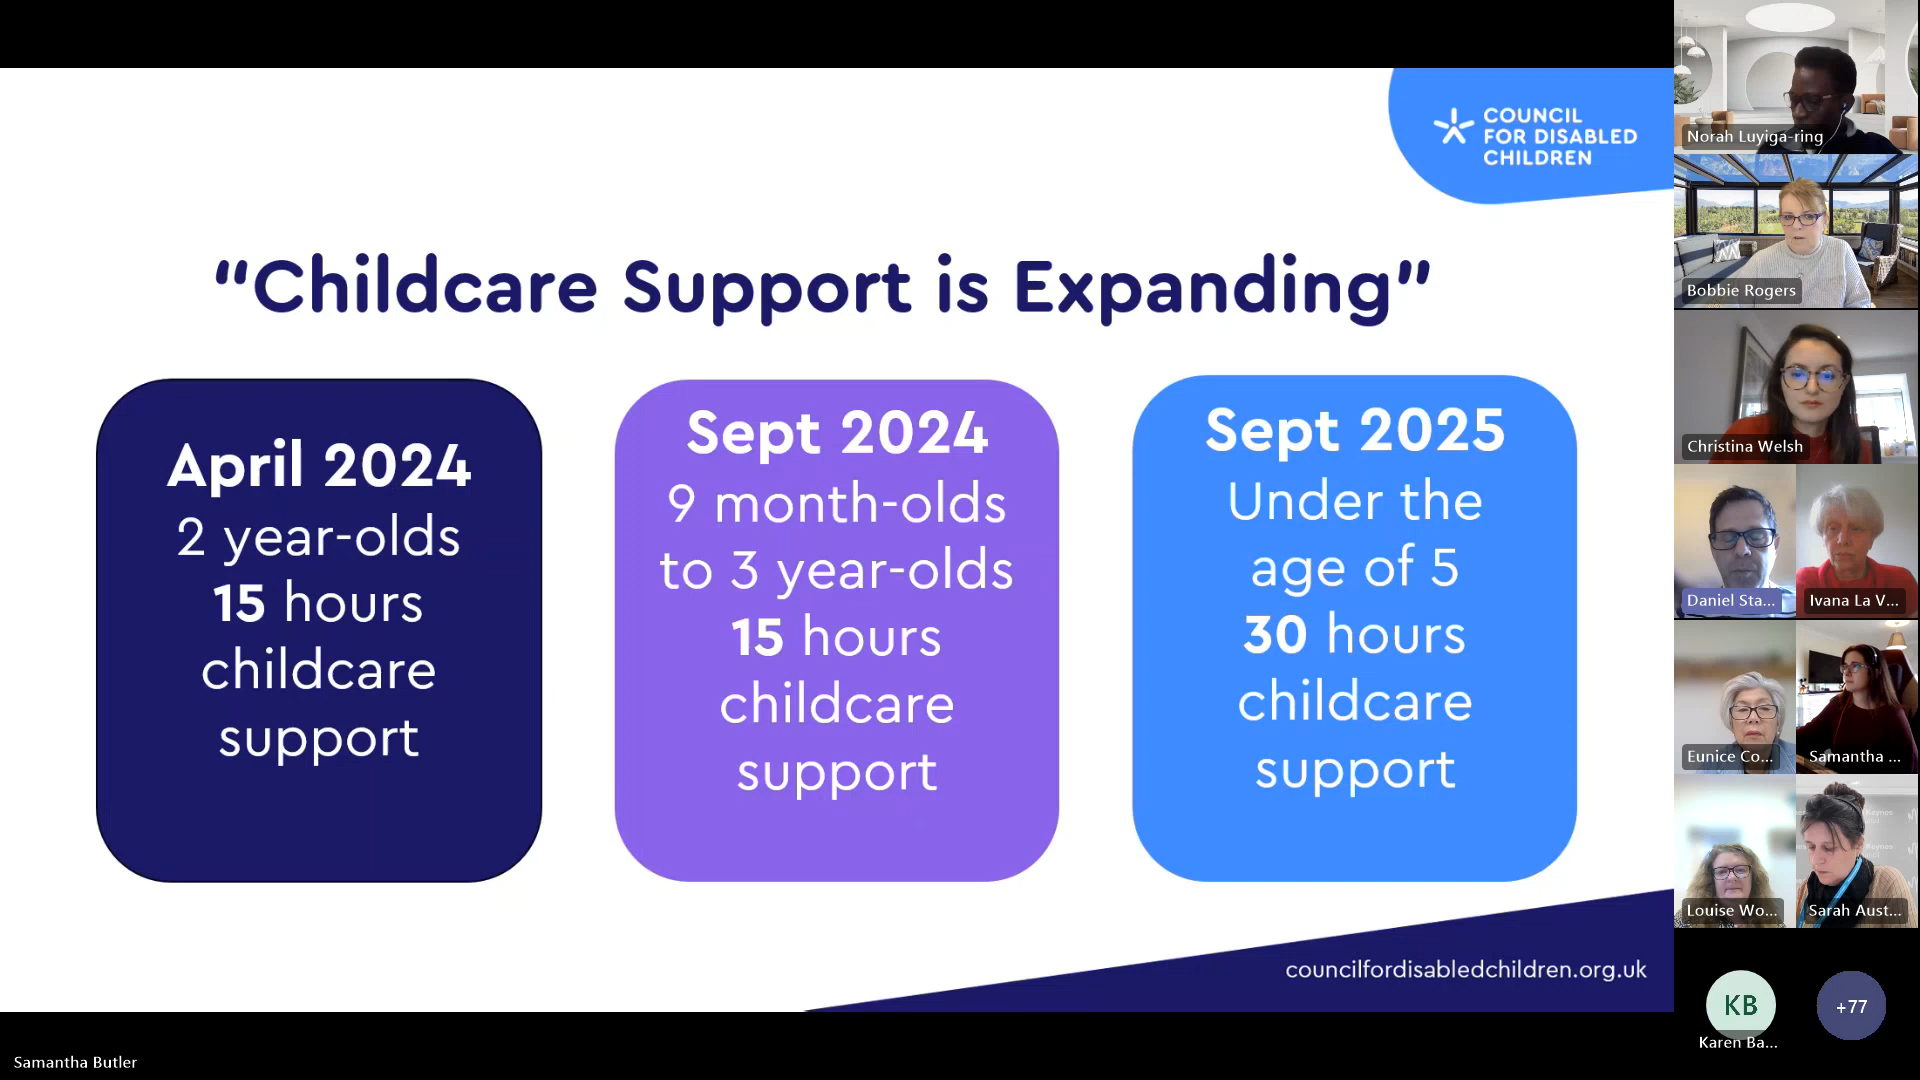 COUNCIL
FOR DISABLED
CHILDREN
“Childcare Support is Expanding”
April 2024
2 year-olds
15 hours
childcare
support
Sept 2024
9 month-olds
to 3 year-olds
15 hours
childcare
support
Sept 2025
Under the
age of 5
30 hours
childcare
support
councilfordisabledchildren.org.uk
Samantha Butler
Norah Luyiga-ring
Bobbie Rogers
Christina Welsh
Daniel Sta...
Ivana La V...
Eunice Co...
Samantha ...
Louise Wo...
Sarah Aust...
KB
Karen Ba...
+77